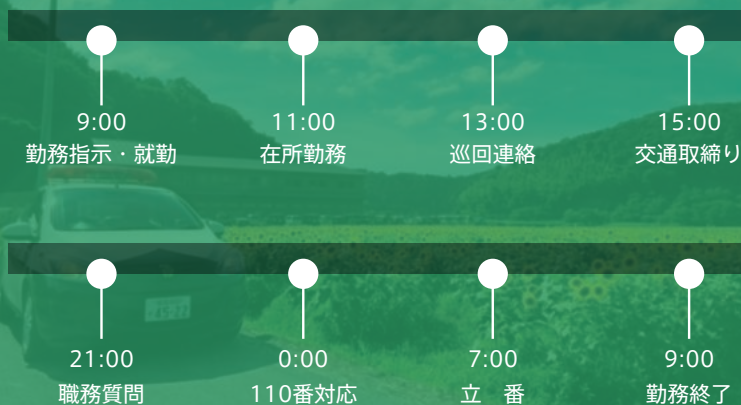 9:00 11:00 13:00 15:00
勤務指示・就勤 在所勤務 巡回連絡 交通取締り
21:00 0:00 7:00 9:00
職務質問 110番対応 立　番 勤務終了